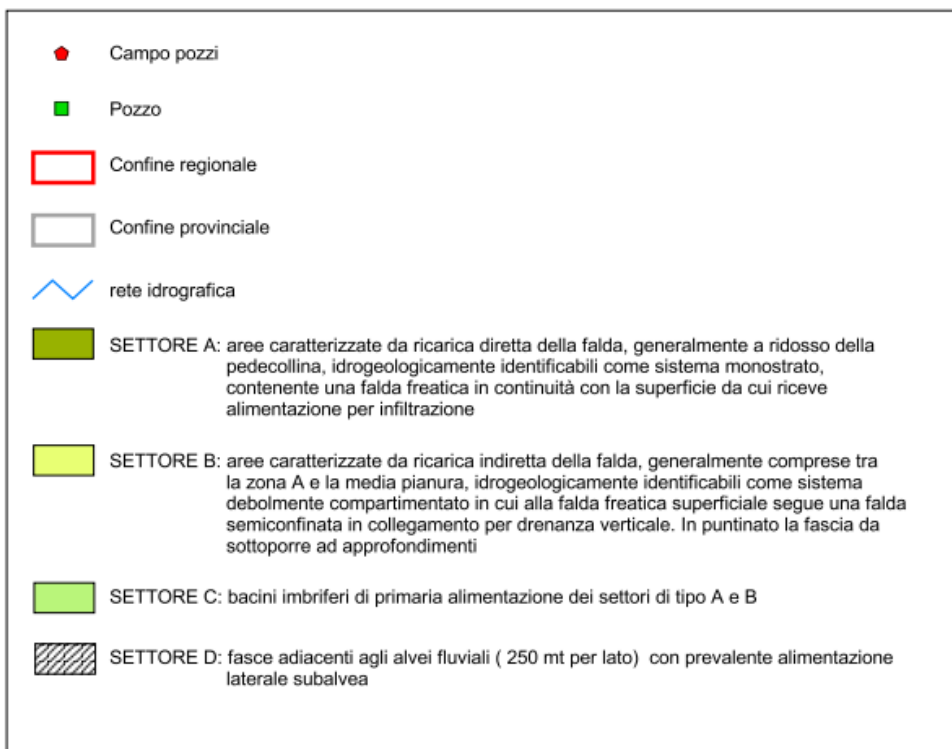 Campo pozzi
Pozzo
Confine regionale
Confine provinciale
rete idrografica
SETTORE A: aree caratterizzate da ricarica diretta della falda, generalmente a ridosso della
pedecollina, idrogeologicamente identificabili come sistema monostrato,
contenente una falda freatica in continuità con la superficie da cui riceve
alimentazione per infiltrazione
SETTORE B: aree caratterizzate da ricarica indiretta della falda, generalmente comprese tra
la zona A e la media pianura, idrogeologicamente identificabili come sistema
debolmente compartimentato in cui alla falda freatica superficiale segue una falda
semiconfinata in collegamento per drenanza verticale. In puntinato la fascia da
sottoporre ad approfondimenti
SETTORE C: bacini imbriferi di primaria alimentazione dei settori di tipo A e B
SETTORE D: fasce adiacenti agli alvei fluviali ( 250 mt per lato) con prevalente alimentazione
laterale subalvea